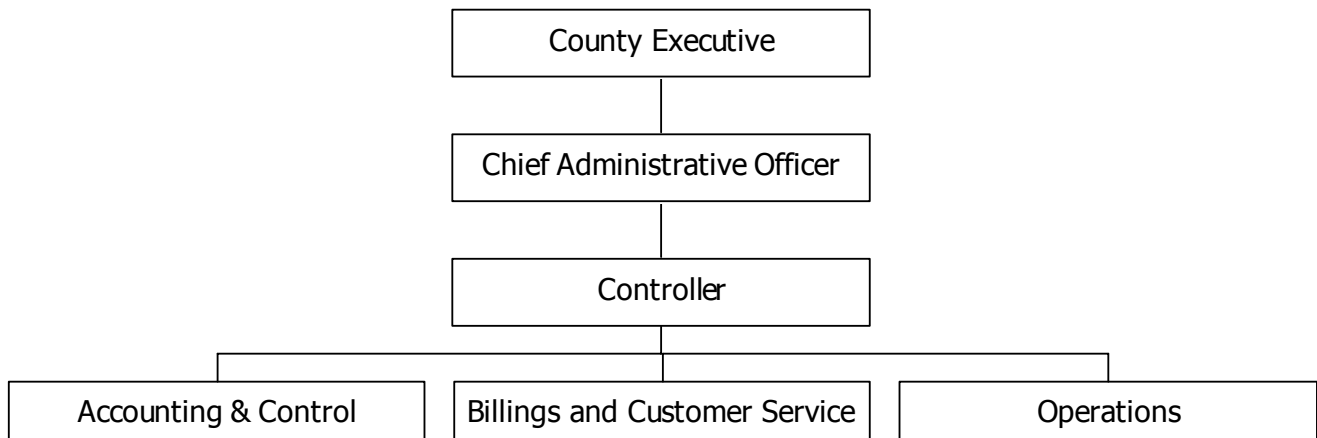 County Executive
Chief Administrative Officer
Controller
Accounting & Control
Billings and Customer Service
Operations